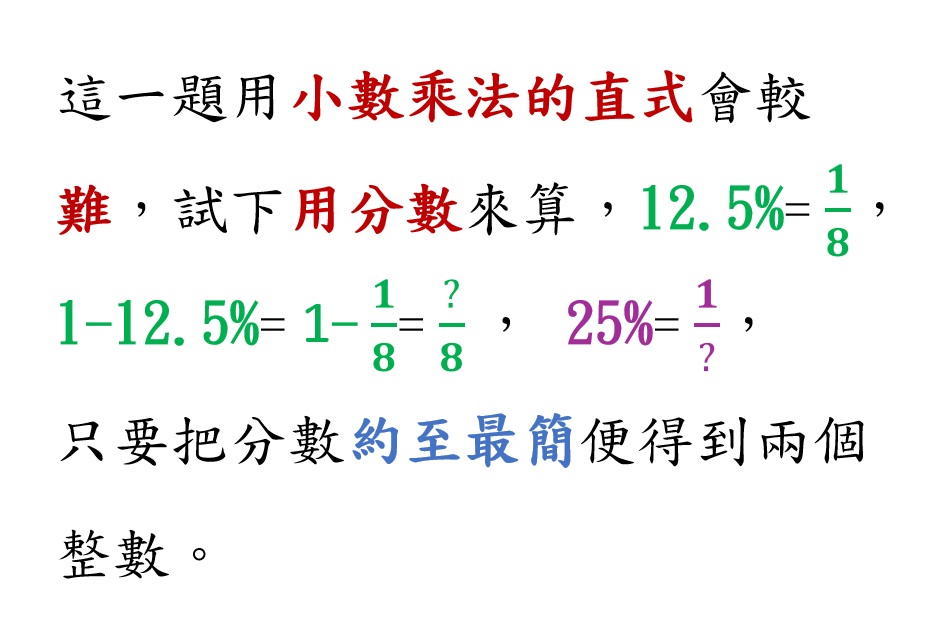 這一題用小數乘法的直式會較
難，試下用分數來算，12.5%=1/8，
1-12.5%= 1-1/8=?/8， 25%=1/?，
只要把分數約至最簡便得到兩個
整數。